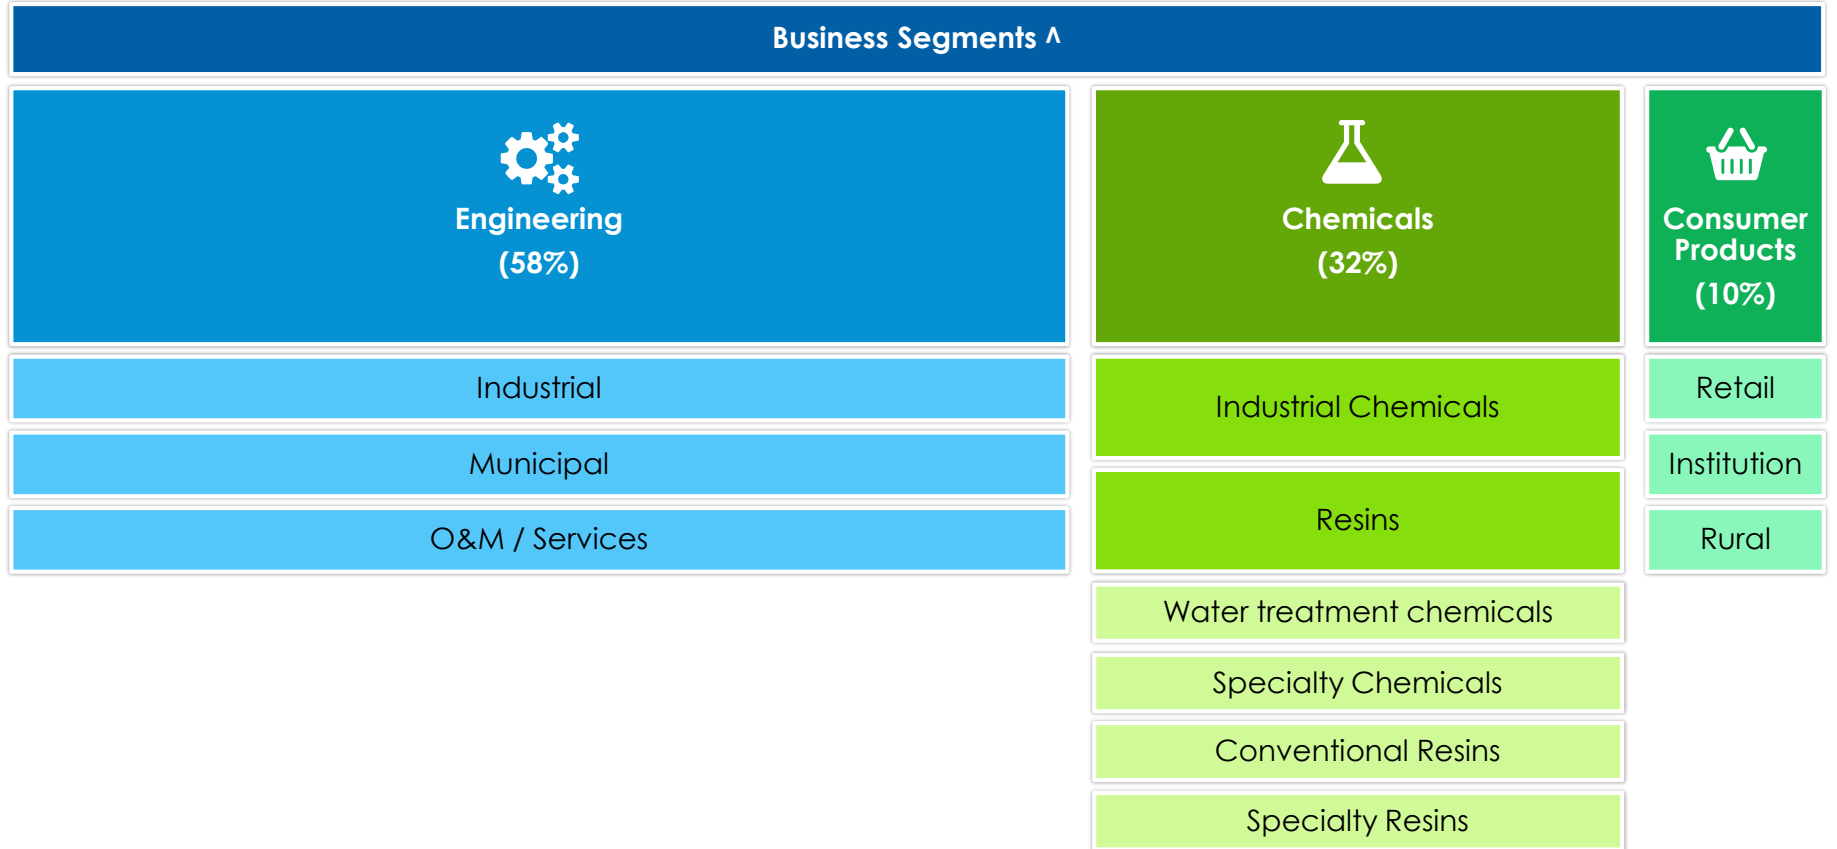 Business Segments ^
Engineering
(58%)
Industrial
Municipal
O&M / Services
Chemicals
(32%)
Industrial Chemicals
Resins
Water treatment chemicals
Specialty Chemicals
Conventional Resins
Specialty Resins
Consumer
Products
(10%)
Retail
Institution
Rural